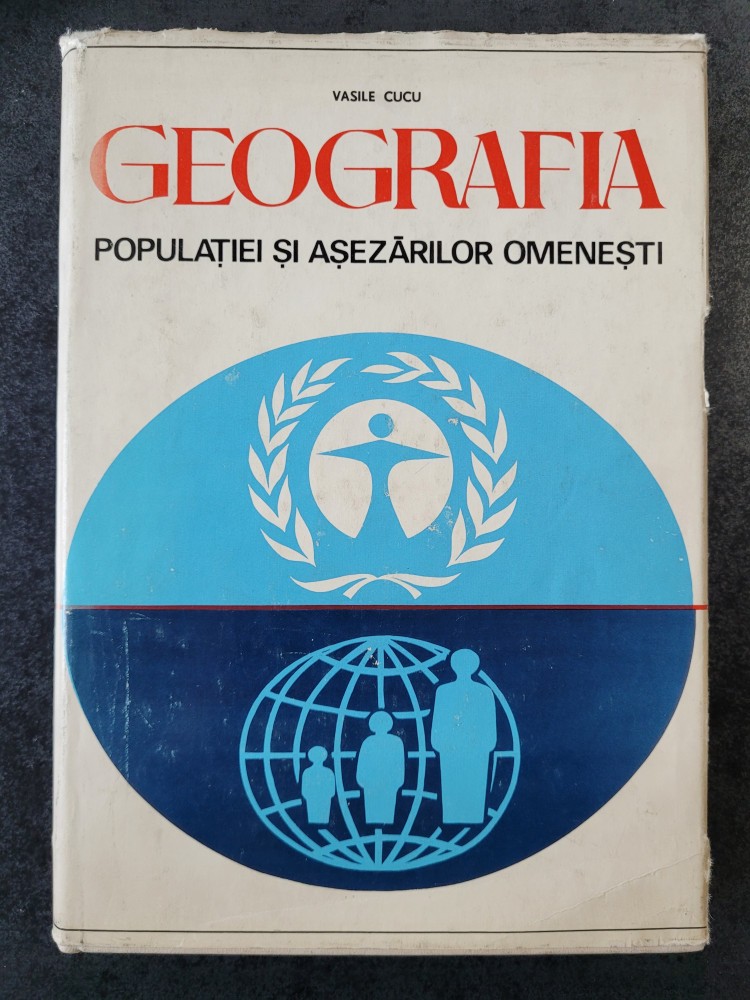 VASILE CUCU
GEOGRAFIA
POPULAȚIEI ȘI AȘEZĂRILOR OMENEȘTI